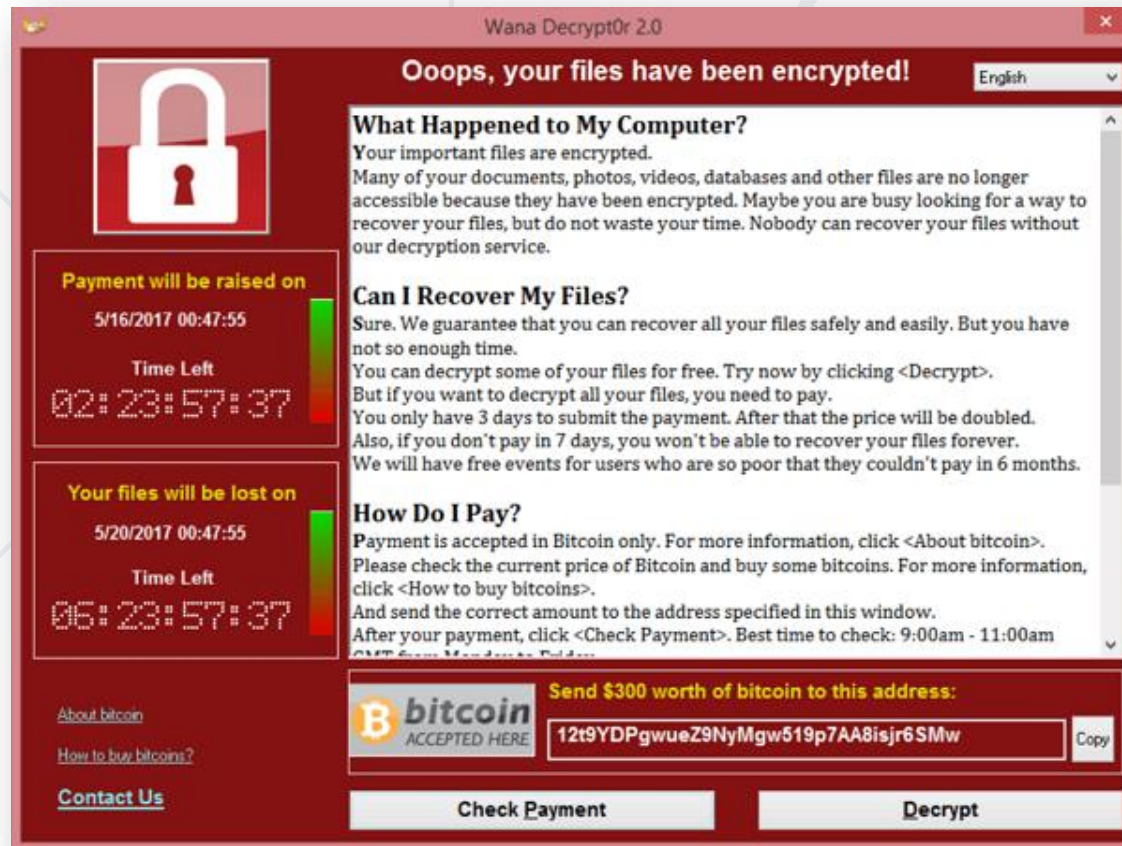 Wana Decrypt0r 2.0
Ooops, your files have been encrypted!
English
What Happened to My Computer?
Your important files are encrypted.
Many of your documents, photos, videos, databases and other files are no longer
accessible because they have been encrypted. Maybe you are busy looking for a way to
recover your files, but do not waste your time. Nobody can recover your files without
our decryption service.
Can I Recover My Files?
Sure. We guarantee that you can recover all your files safely and easily. But you have
not so enough time.
You can decrypt some of your files for free. Try now by clicking <Decrypt>.
But if you want to decrypt all your files, you need to pay.
You only have 3 days to submit the payment. After that the price will be doubled.
Also, if you don't pay in 7 days, you won't be able to recover your files forever.
We will have free events for users who are so poor that they couldn't pay in 6 months.
How Do I Pay?
Payment is accepted in Bitcoin only. For more information, click <About bitcoin>.
Please check the current price of Bitcoin and buy some bitcoins. For more information,
click <How to buy bitcoins>.
And send the correct amount to the address specified in this window.
After your payment, click <Check Payment>. Best time to check: 9:00am - 11:00am
GMT from Monday to Friday
Payment will be raised on
5/16/2017 00:47:55
Time Left
02:23:57:37
Your files will be lost on
5/20/2017 00:47:55
Time Left
06:23:57:37
About bitcoin
How to buy bitcoins?
Contact Us
bitcoin
ACCEPTED HERE
Send $300 worth of bitcoin to this address:
12t9YDPgwueZ9NyMgw519p7AA8isjr6SMw
Copy
Check Payment
Decrypt